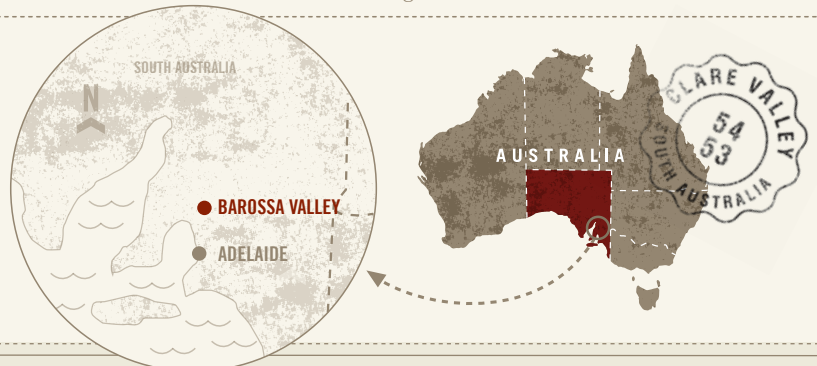 SOUTH AUSTRALIA
N
BAROSSA VALLEY
ADELAIDE
AUSTRALIA
CLARE VALLEY
54
53
SOUTH AUSTRALIA